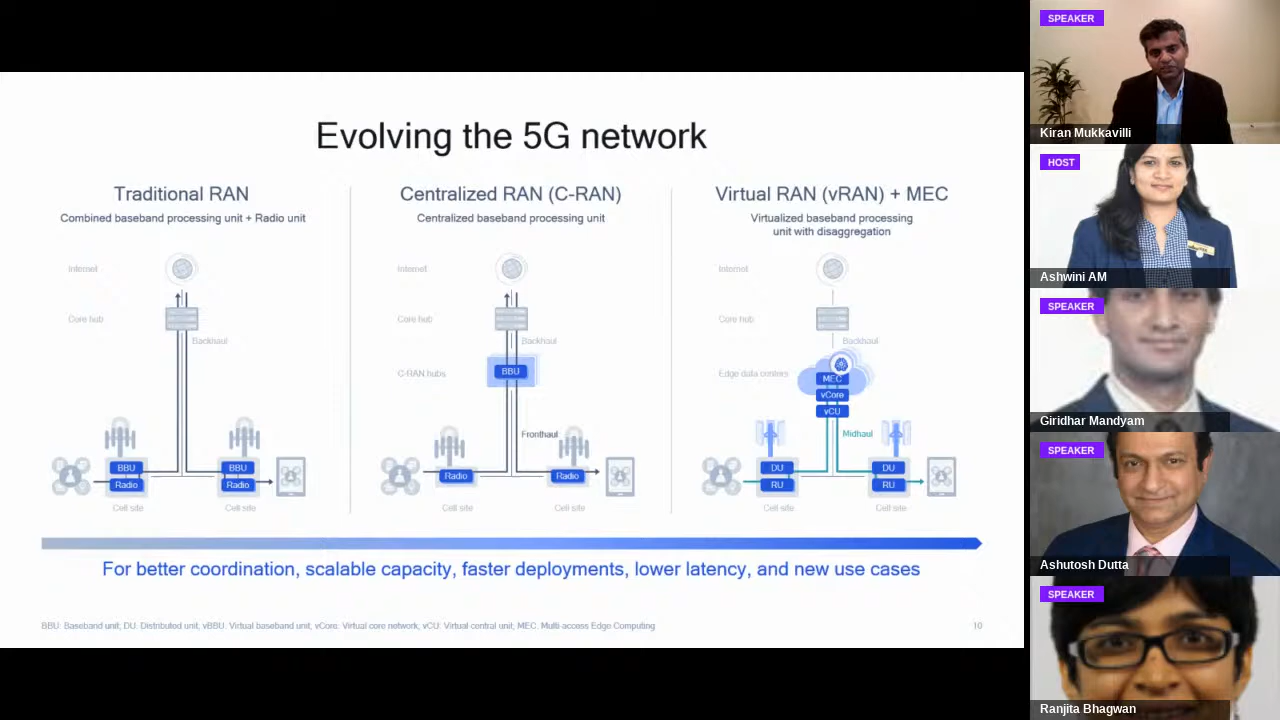 Evolving the 5G network
Traditional RAN
Combined baseband processing unit + Radio unit
Internet
Core hub
Backhaul
BBU
Radio
BBU
Radio
Cell site
Cell site
Centralized RAN (C-RAN)
Centralized baseband processing unit
Internet
Core hub
Backhaul
C-RAN hubs
BBU
Fronthaul
Radio
Radio
Cell site
Cell site
Virtual RAN (vRAN) + MEC
Virtualized baseband processing
unit with disaggregation
Internet
Core hub
Backhaul
Edge data centers
MEC
vCore
vCU
Midhaul
DU
RU
DU
RU
Cell site
Cell site
For better coordination, scalable capacity, faster deployments, lower latency, and new use cases
BBU: Baseband unit; DU: Distributed unit; vBBU: Virtual baseband unit; vCore: Virtual core network; vCU: Virtual central unit; MEC: Multi-access Edge Computing
10
SPEAKER
Kiran Mukkavilli
HOST
Ashwini AM
SPEAKER
Giridhar Mandyam
SPEAKER
Ashutosh Dutta
SPEAKER
Ranjita Bhagwan